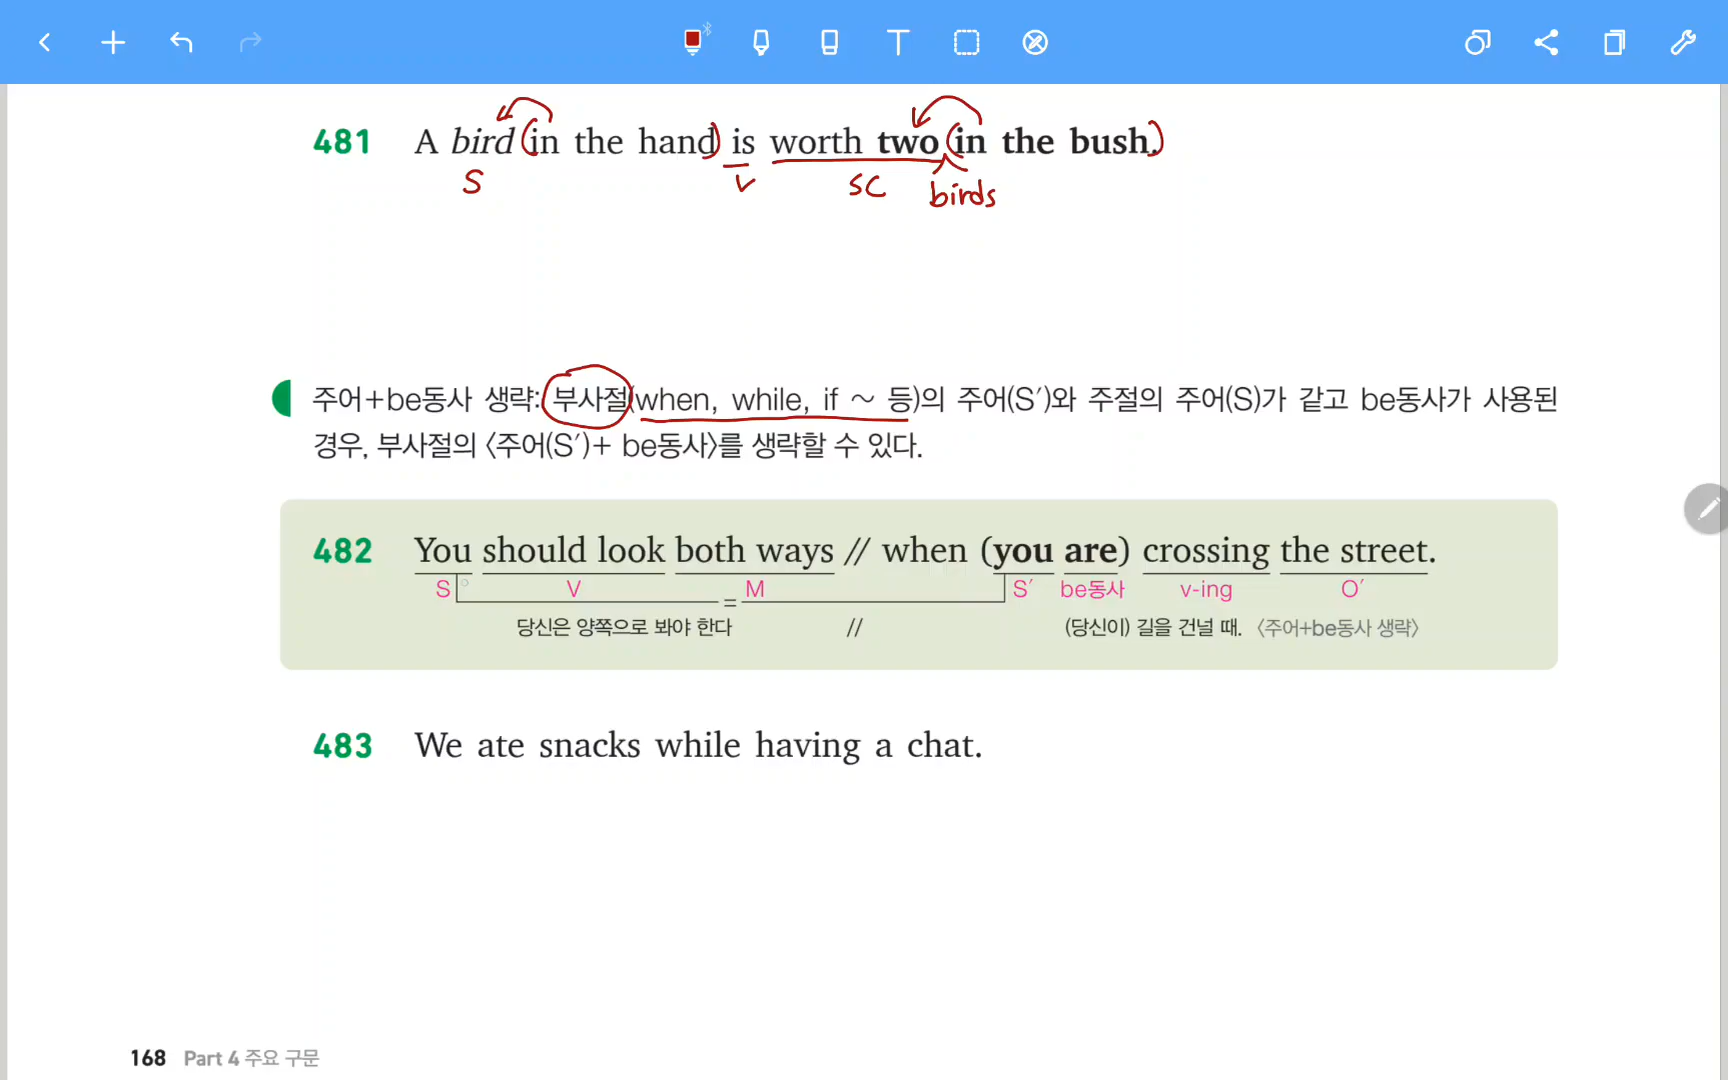 481 A bird (in the hand) is worth two (in the bush.)
S V SC birds
주어+be동사 생략: 부사절(when, while, if ~ 등)의 주어(S′)와 주절의 주어(S)가 같고 be동사가 사용된
경우, 부사절의 〈주어(S′)+ be동사〉를 생략할 수 있다.
482 You should look both ways // when (you are) crossing the street.
S V = M S′ be동사 v-ing O′
당신은 양쪽으로 봐야 한다 // (당신이) 길을 건널 때. 〈주어+be동사 생략〉
483 We ate snacks while having a chat.
168 Part 4 주요 구문